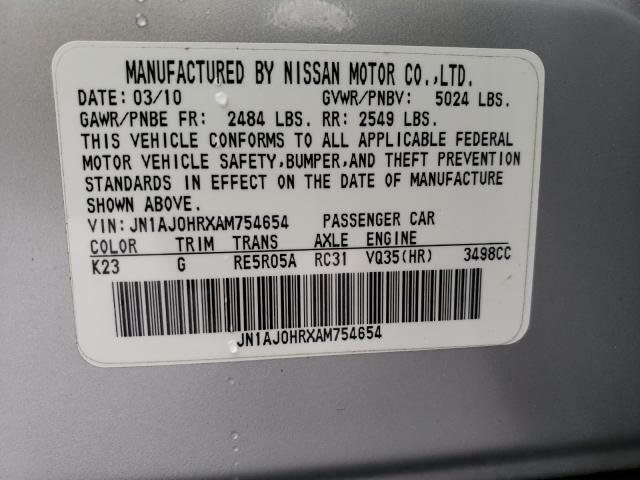 MANUFACTURED BY NISSAN MOTOR CO.,LTD.
DATE: 03/10 GVWR/PNBV: 5024 LBS.
GAWR/PNBE FR: 2484 LBS. RR: 2549 LBS.
THIS VEHICLE CONFORMS TO ALL APPLICABLE FEDERAL
MOTOR VEHICLE SAFETY,BUMPER,AND THEFT PREVENTION
STANDARDS IN EFFECT ON THE DATE OF MANUFACTURE
SHOWN ABOVE.
VIN: JN1AJ0HRXAM754654 PASSENGER CAR
COLOR TRIM TRANS AXLE ENGINE
K23 G RE5R05A RC31 VQ35(HR) 3498CC
JN1AJ0HRXAM754654